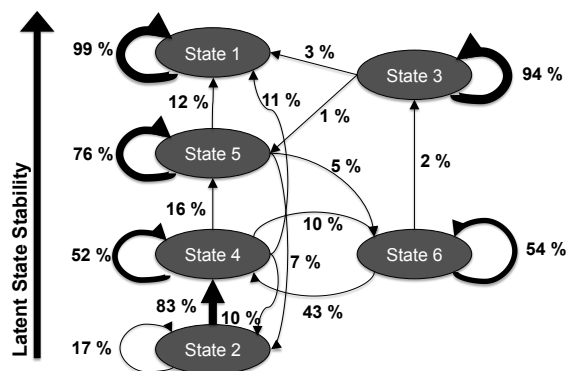 Latent State Stability
99 %
State 1
3 %
State 3
94 %
12 %
11 %
1 %
76 %
State 5
5 %
2 %
16 %
10 %
52 %
State 4
7 %
State 6
54 %
83 %
10 %
43 %
17 %
State 2